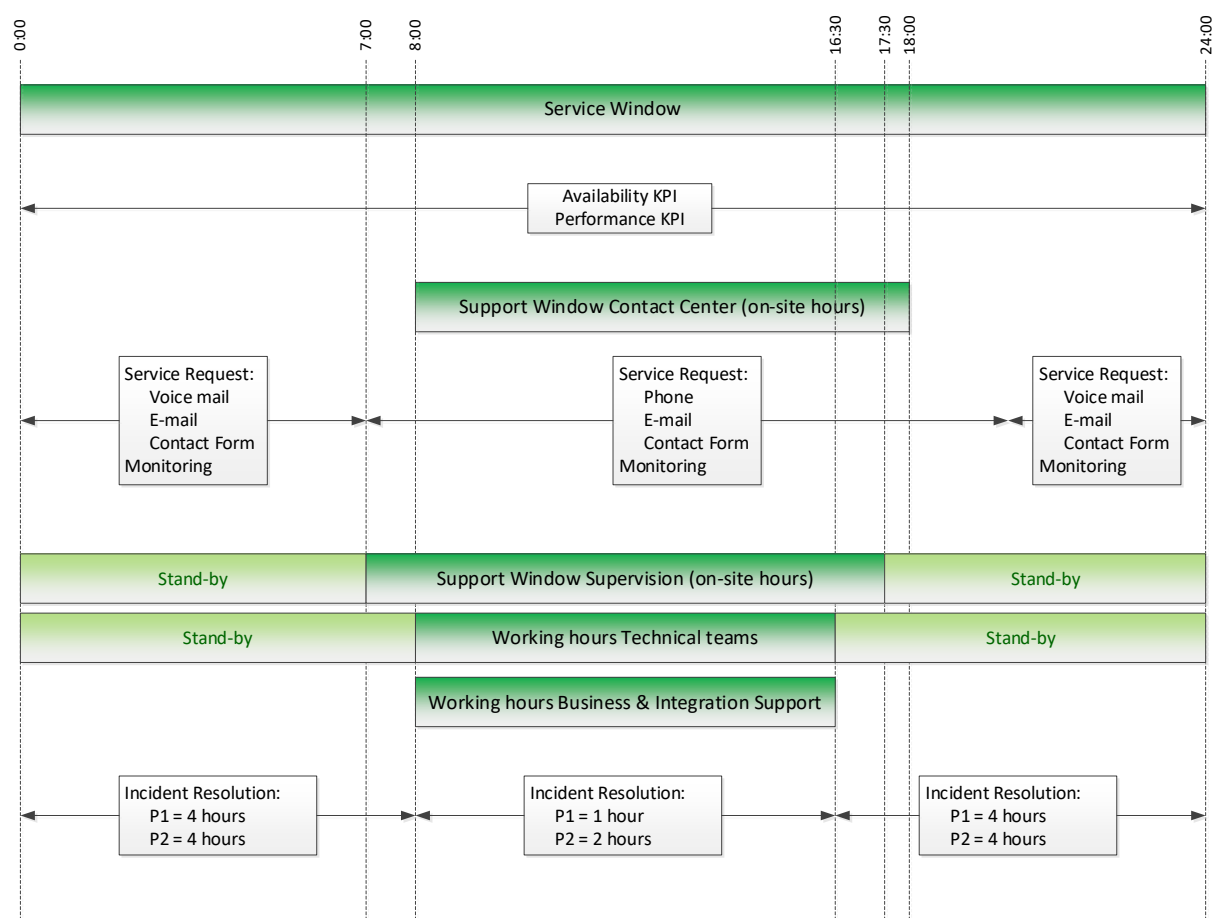 0:00
7:00
8:00
16:30
17:30
18:00
24:00
Service Window
Availability KPI
Performance KPI
Support Window Contact Center (on-site hours)
Service Request:
Voice mail
E-mail
Contact Form
Monitoring
Service Request:
Phone
E-mail
Contact Form
Monitoring
Service Request:
Voice mail
E-mail
Contact Form
Monitoring
Stand-by
Support Window Supervision (on-site hours)
Stand-by
Stand-by
Working hours Technical teams
Stand-by
Working hours Business & Integration Support
Incident Resolution:
P1 = 4 hours
P2 = 4 hours
Incident Resolution:
P1 = 1 hour
P2 = 2 hours
Incident Resolution:
P1 = 4 hours
P2 = 4 hours